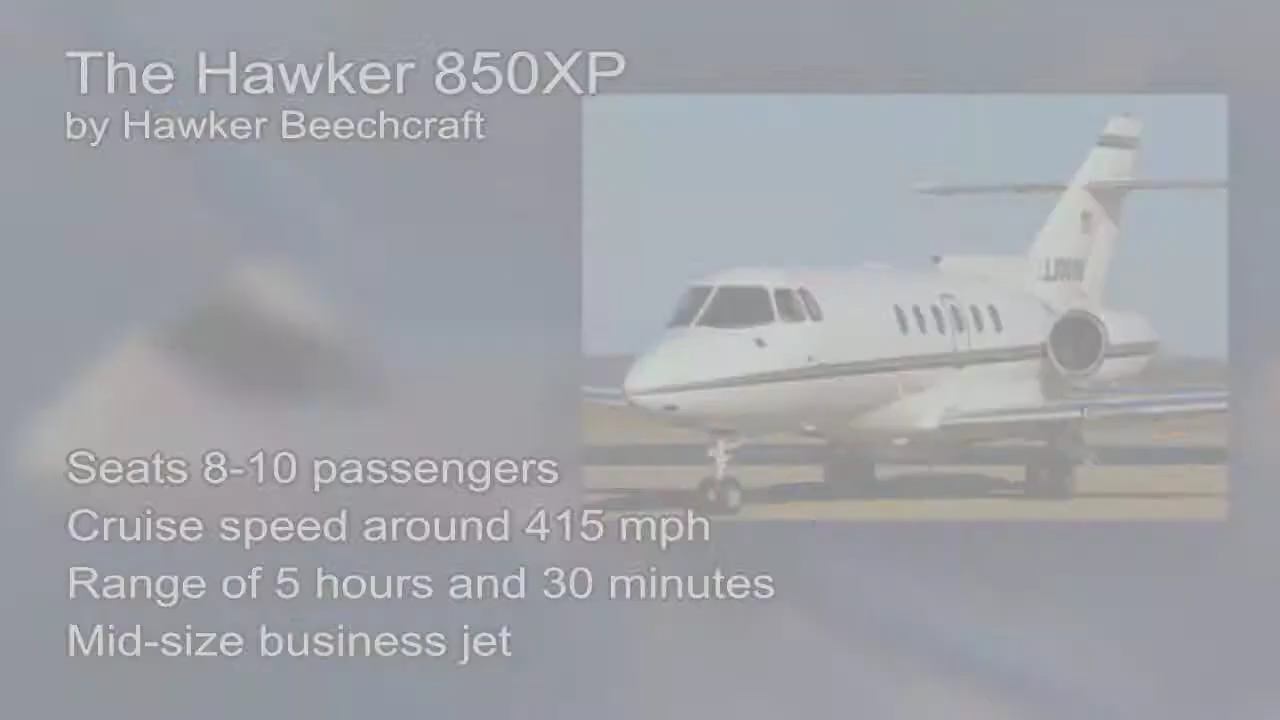 The Hawker 850XP
by Hawker Beechcraft
Seats 8-10 passengers
Cruise speed around 415 mph
Range of 5 hours and 30 minutes
Mid-size business jet